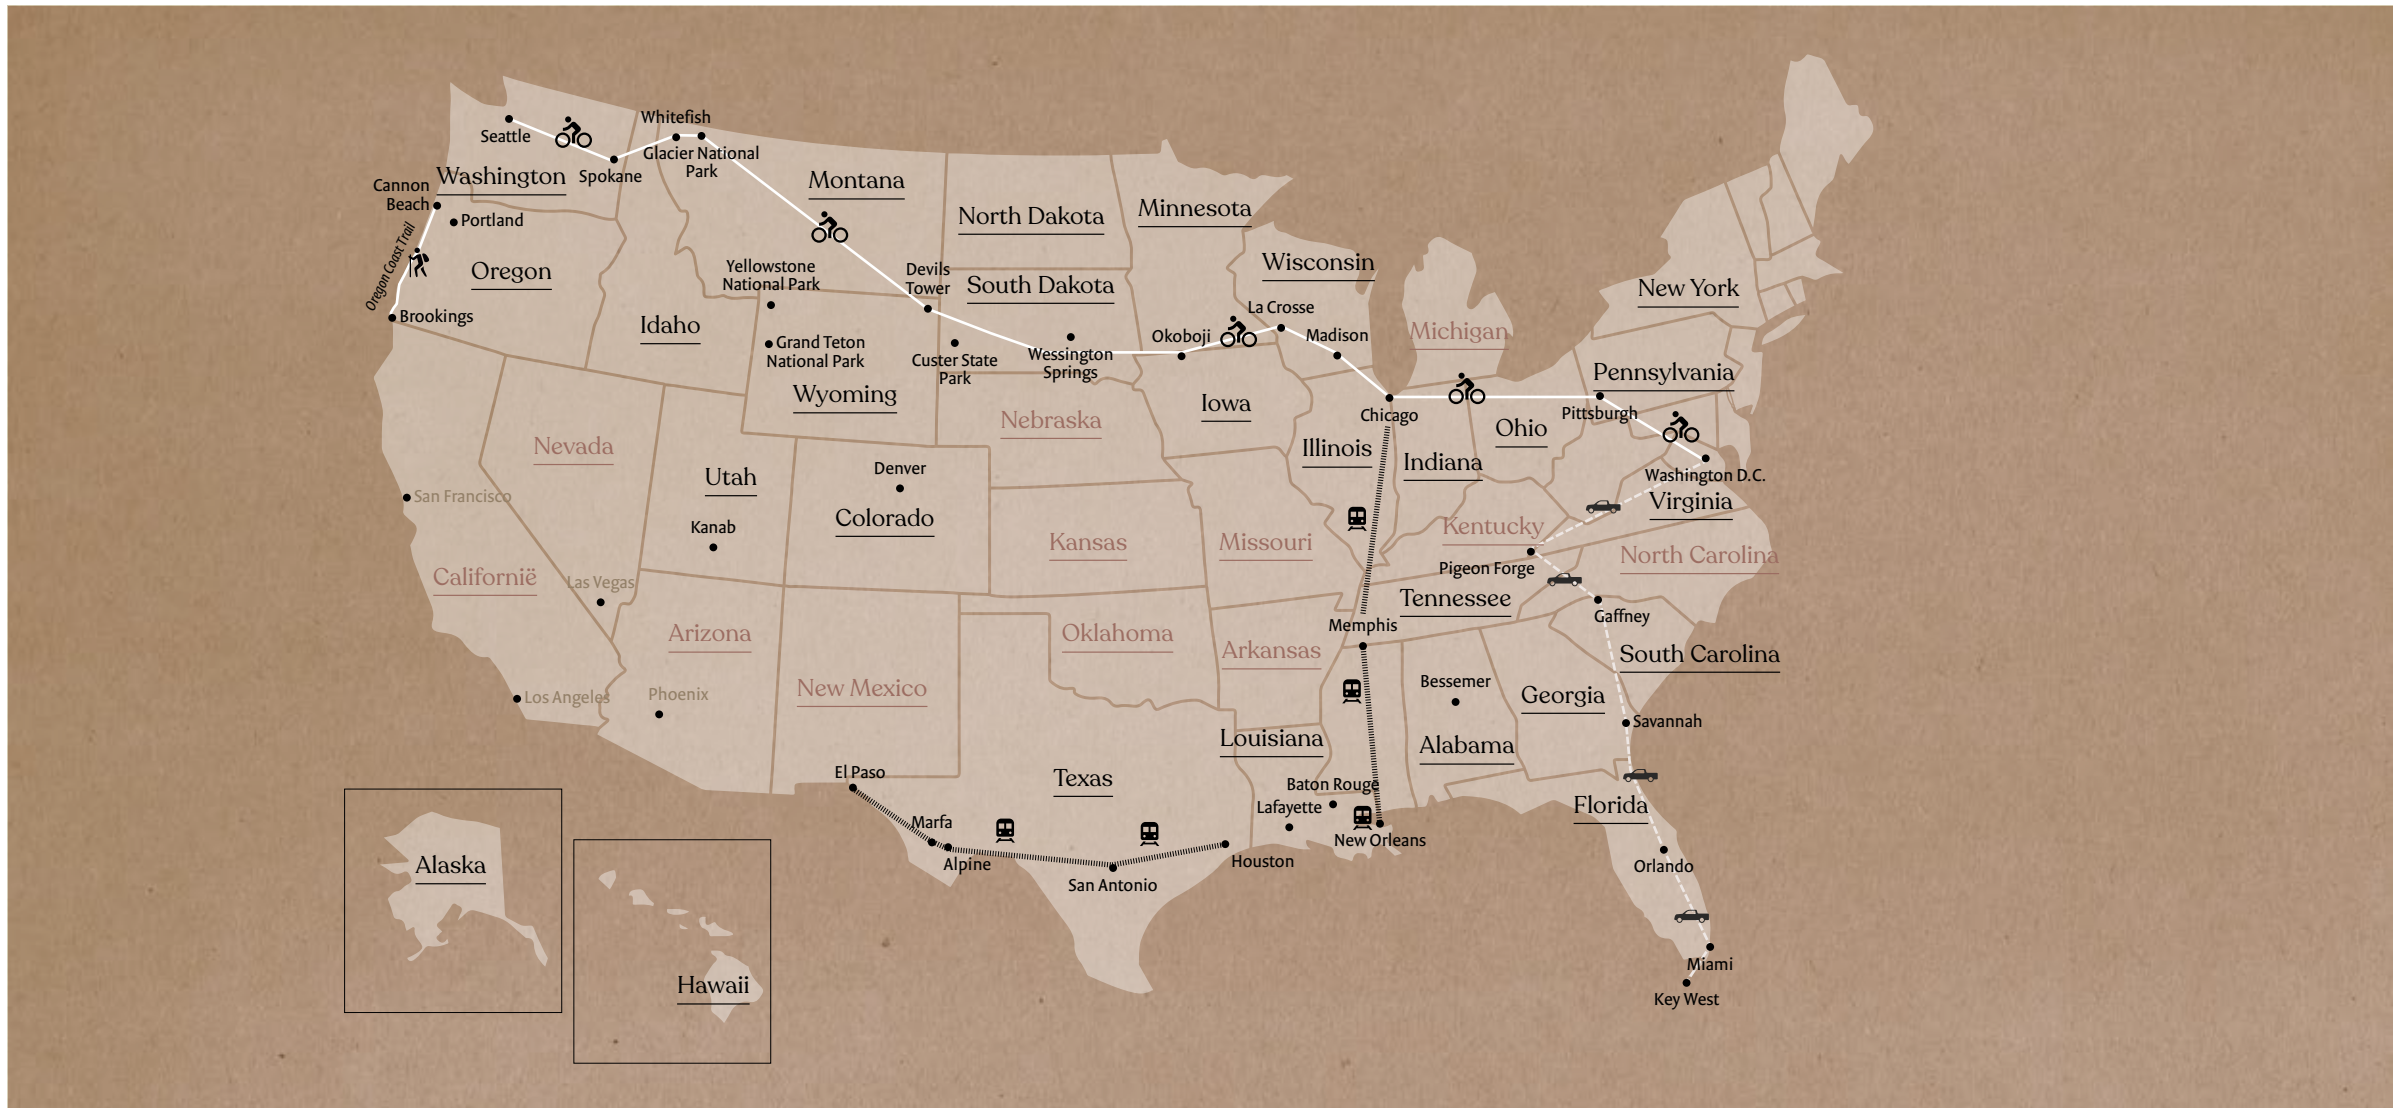 Whitefish
Seattle
Glacier National
Park
Spokane
Washington
Cannon
Beach
Portland
Oregon Coast Trail
Oregon
Brookings
Montana
North Dakota
Minnesota
Yellowstone
National Park
Devils
Tower
South Dakota
Wisconsin
New York
Idaho
La Crosse
Okoboji
Madison
Michigan
Grand Teton
National Park
Custer State
Park
Wessington
Springs
Wyoming
Pennsylvania
Iowa
Chicago
Pittsburgh
Nebraska
Ohio
Nevada
Illinois
Indiana
Utah
Denver
Washington D.C.
San Francisco
Virginia
Colorado
Kanab
Kentucky
Kansas
Missouri
North Carolina
Californië
Las Vegas
Pigeon Forge
Tennessee
Gaffney
Memphis
Arizona
Oklahoma
Arkansas
South Carolina
New Mexico
Bessemer
Los Angeles
Phoenix
Georgia
Savannah
Louisiana
Alabama
El Paso
Texas
Baton Rouge
Lafayette
Florida
Marfa
New Orleans
Alpine
San Antonio
Houston
Orlando
Alaska
Miami
Hawaii
Key West